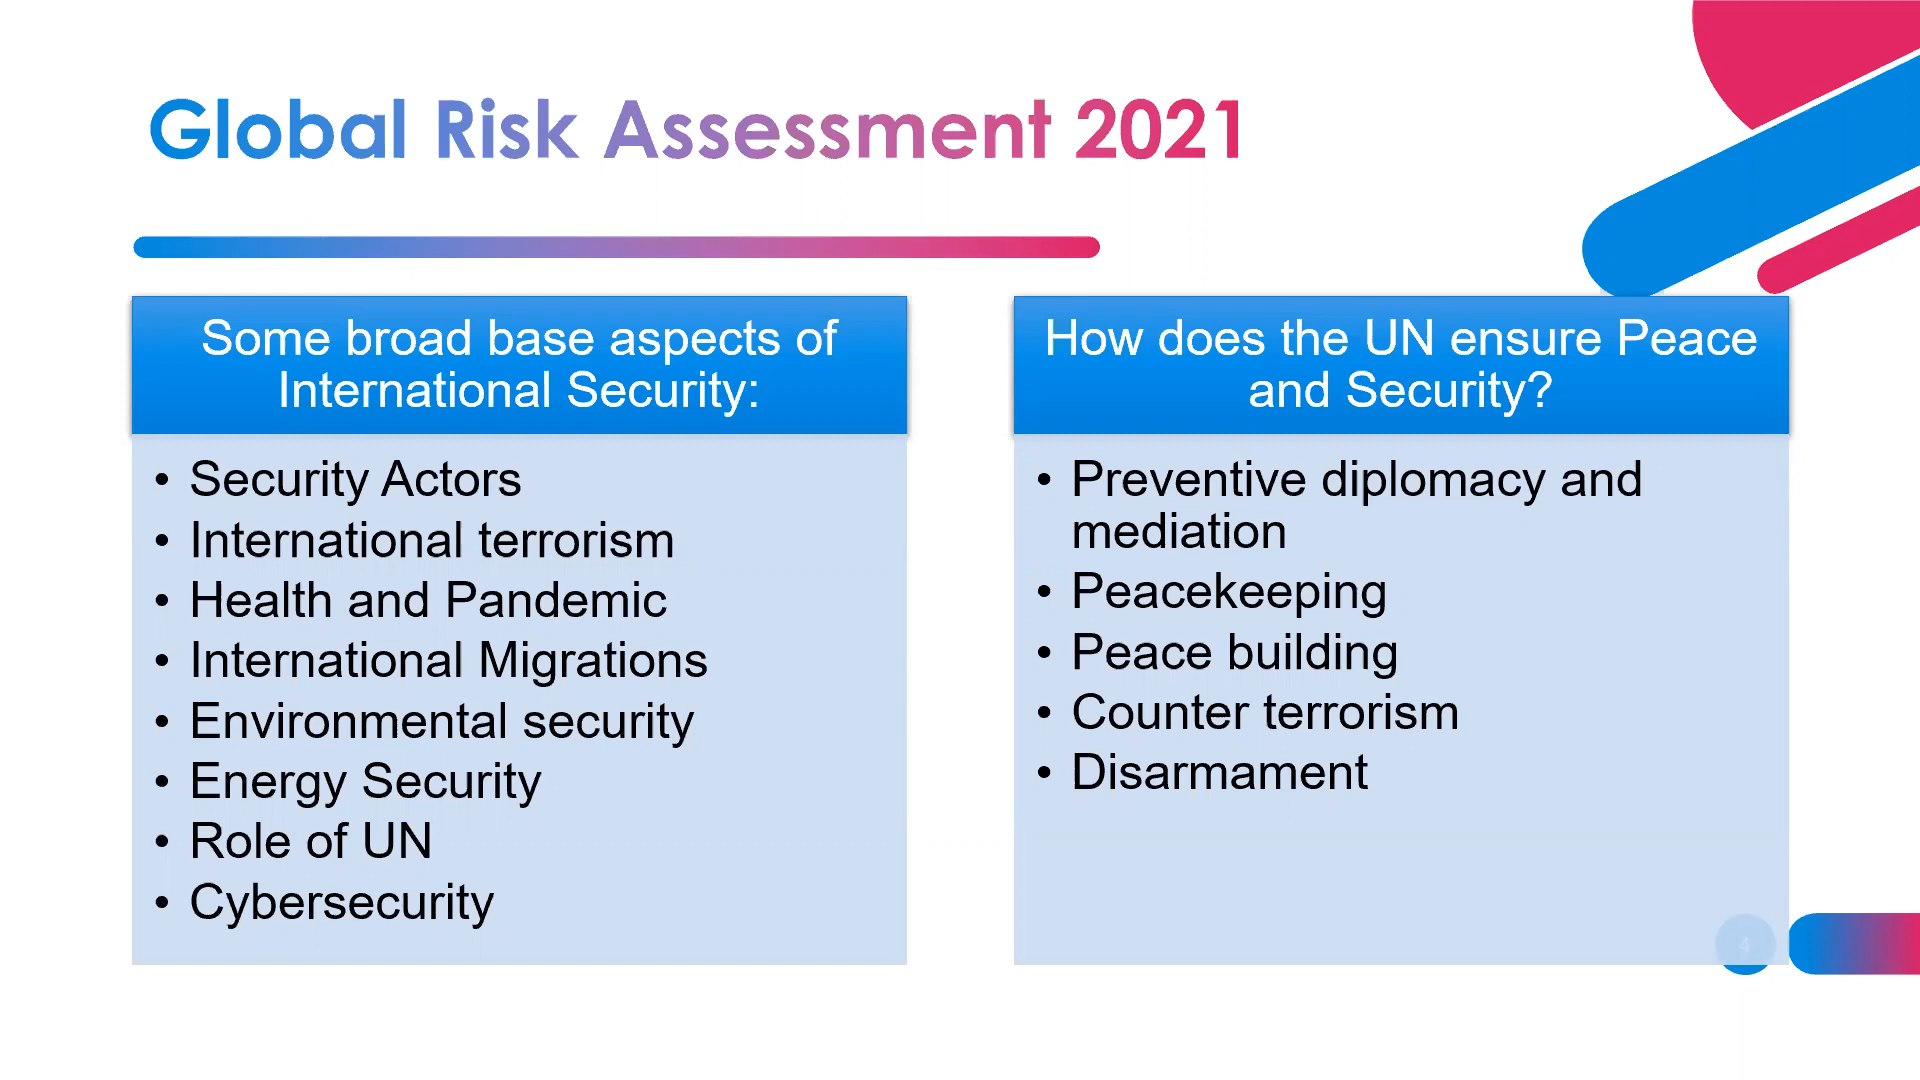 Global Risk Assessment 2021
Some broad base aspects of
International Security:
• Security Actors
• International terrorism
• Health and Pandemic
• International Migrations
• Environmental security
• Energy Security
• Role of UN
• Cybersecurity
How does the UN ensure Peace
and Security?
• Preventive diplomacy and
mediation
• Peacekeeping
• Peace building
• Counter terrorism
• Disarmament
4